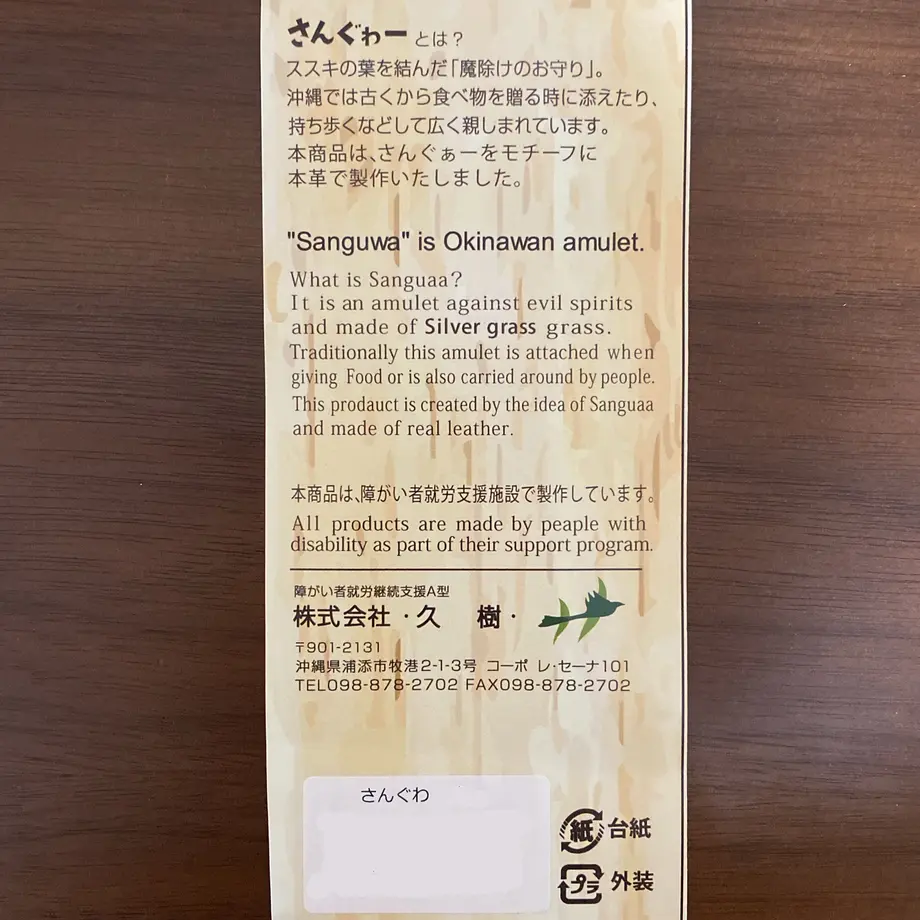 さんぐゎー とは？
ススキの葉を結んだ「魔除けのお守り」。
沖縄では古くから食べ物を贈る時に添えたり、
持ち歩くなどして広く親しまれています。
本商品は、さんぐぁーをモチーフに
本革で製作いたしました。
"Sanguwa" is Okinawan amulet.
What is Sanguaa?
It is an amulet against evil spirits
and made of Silver grass grass.
Traditionally this amulet is attached when
giving Food or is also carried around by people.
This prodauct is created by the idea of Sanguaa
and made of real leather.
本商品は、障がい者就労支援施設で製作しています。
All products are made by peaple with
disability as part of their support program.
障がい者就労継続支援A型
株式会社・久 樹・
〒901-2131
沖縄県浦添市牧港2-1-3号 コーポ レ・セーナ101
TEL098-878-2702 FAX098-878-2702
さんぐわ
紙 台紙
プラ 外装